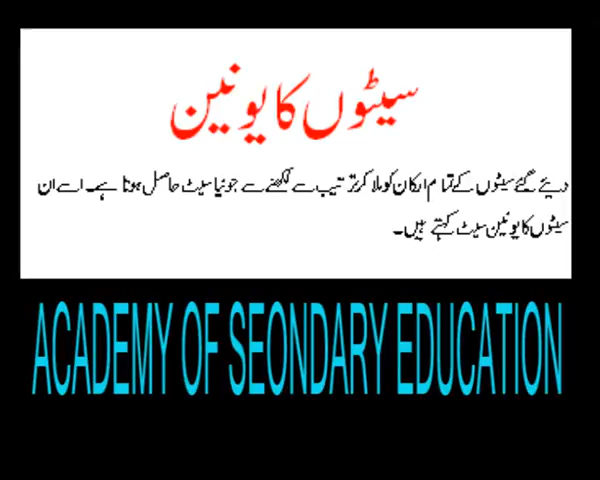 سیٹوں کا یونین
دیئے گئے سیٹوں کے تمام ارکان کو ملا کر ترتیب سے لکھنے سے جو نیا سیٹ حاصل ہوتا ہے۔ اسے ان
سیٹوں کا یونین سیٹ کہتے ہیں۔
ACADEMY OF SEONDARY EDUCATION